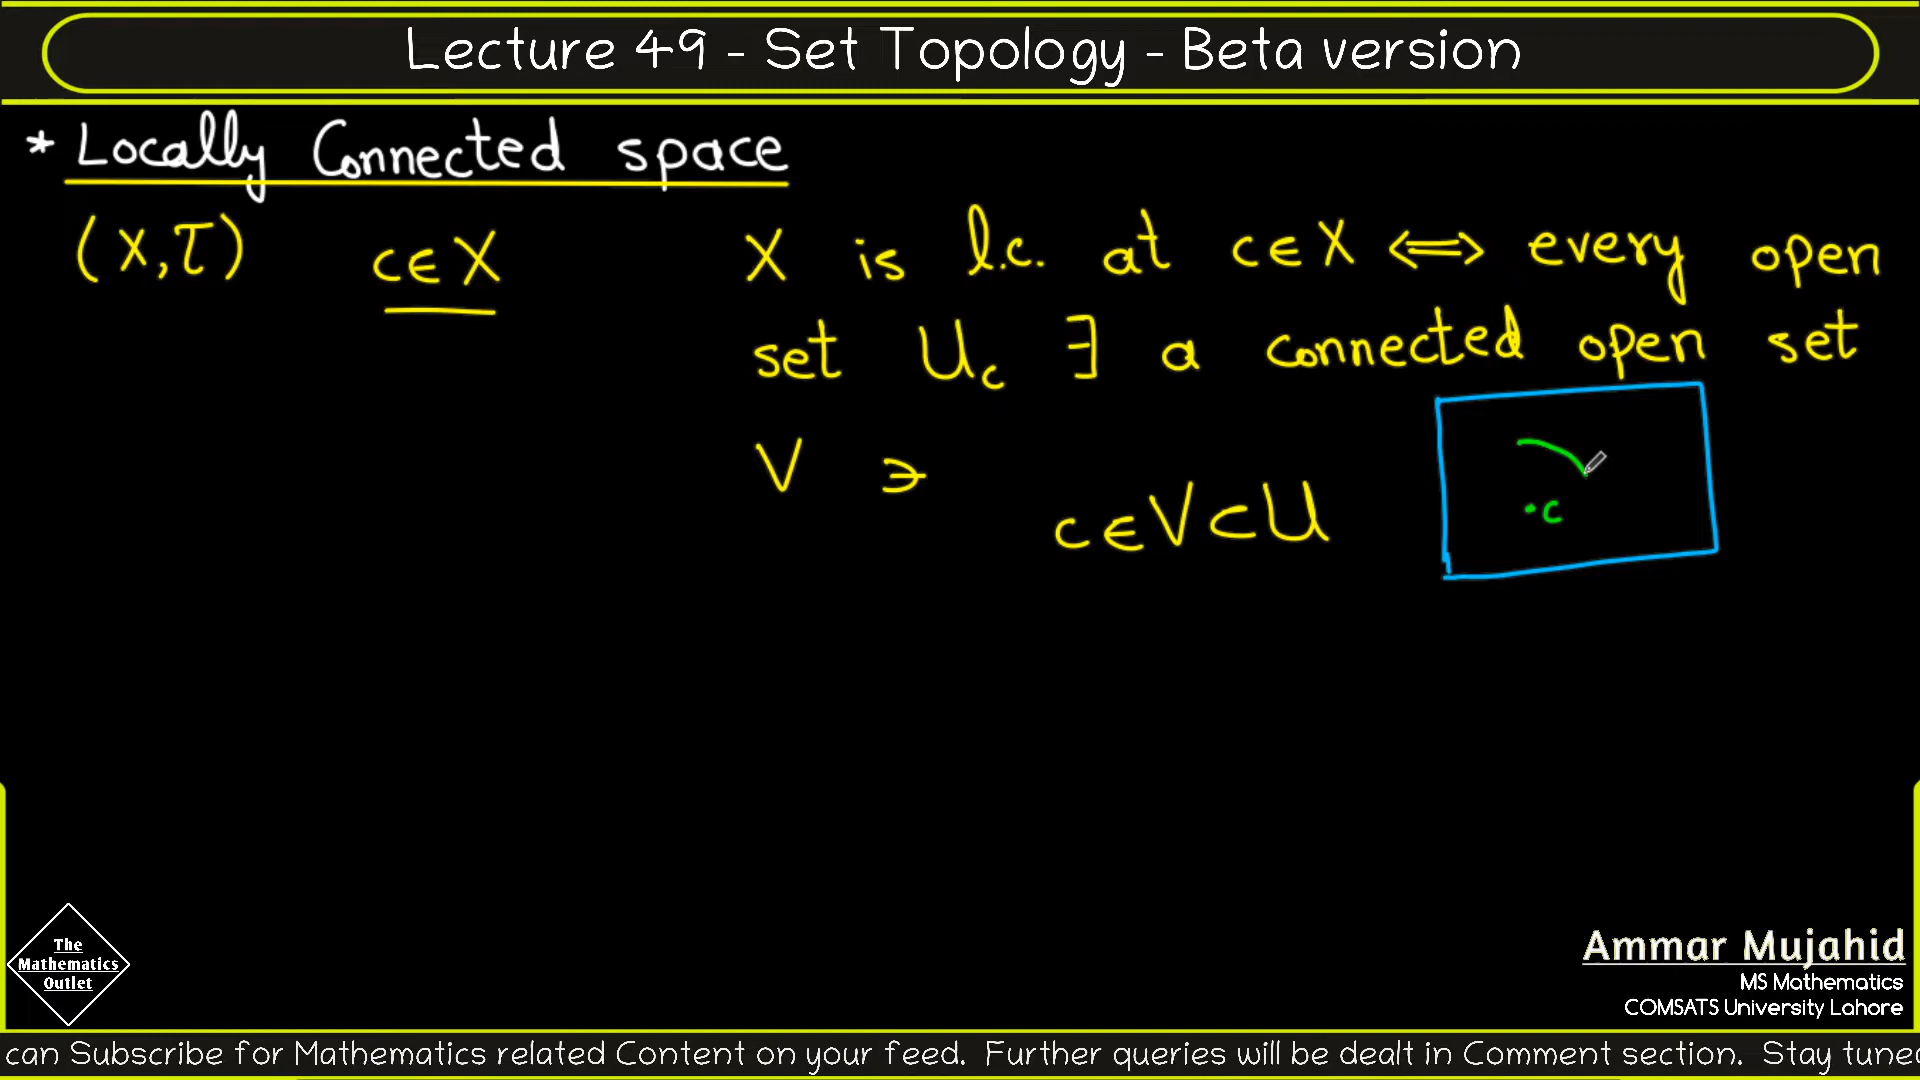 Lecture 49 - Set Topology - Beta version
* Locally Connected space
(X,τ) c∈X X is l.c. at c∈X ⟺ every open
set U_c ∃ a connected open set
V ∋
c∈V⊂U
•c
The
Mathematics
Outlet
Ammar Mujahid
MS Mathematics
COMSATS University Lahore
can Subscribe for Mathematics related Content on your feed. Further queries will be dealt in Comment section. Stay tuned